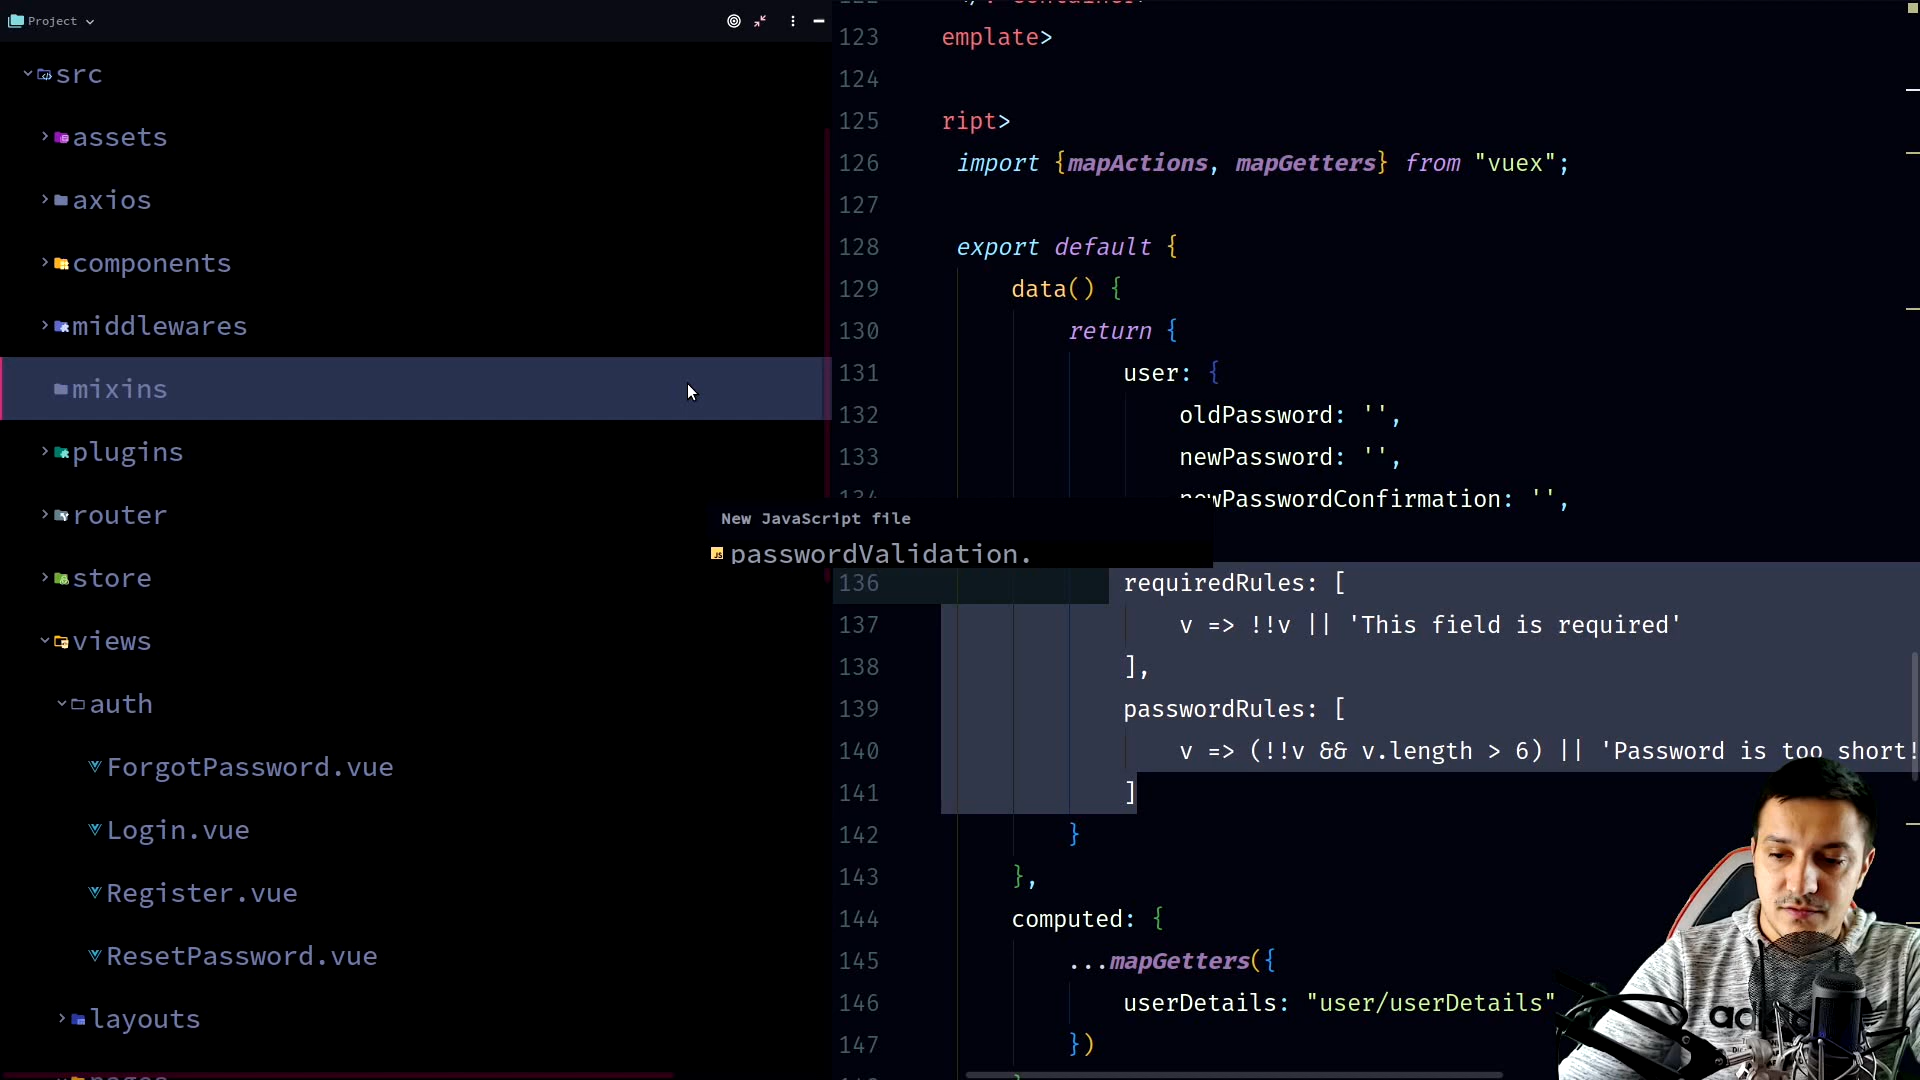 Project
src
assets
axios
components
middlewares
mixins
plugins
router
store
views
auth
ForgotPassword.vue
Login.vue
Register.vue
ResetPassword.vue
layouts
New JavaScript file
passwordValidation.
123 emplate>
124
125 ript>
126 import {mapActions, mapGetters} from "vuex";
127
128 export default {
129 data() {
130 return {
131 user: {
132 oldPassword: '',
133 newPassword: '',
134 newPasswordConfirmation: '',
136 requiredRules: [
137 v => !!v || 'This field is required'
138 ],
139 passwordRules: [
140 v => (!!v && v.length > 6) || 'Password is too short!
141 ]
142 }
143 },
144 computed: {
145 ...mapGetters({
146 userDetails: "user/userDetails"
147 })